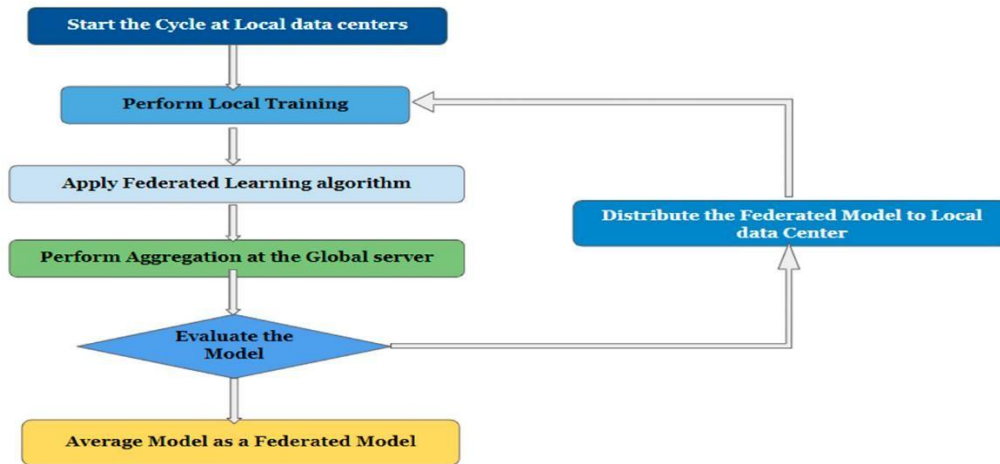 Start the Cycle at Local data centers
Perform Local Training
Apply Federated Learning algorithm
Perform Aggregation at the Global server
Evaluate the
Model
Average Model as a Federated Model
Distribute the Federated Model to Local
data Center